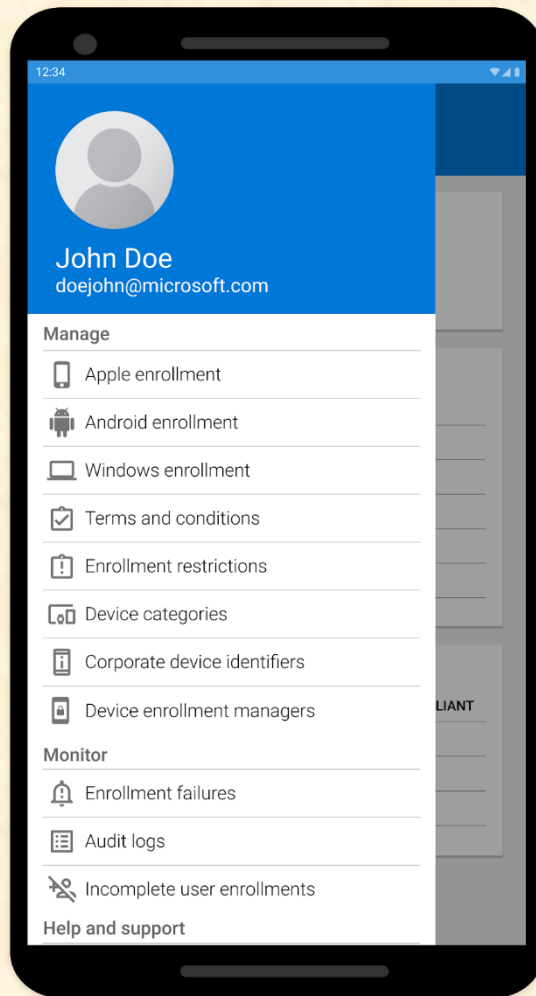 12:34
John Doe
doejohn@microsoft.com
Manage
Apple enrollment
Android enrollment
Windows enrollment
Terms and conditions
Enrollment restrictions
Device categories
Corporate device identifiers
Device enrollment managers
LIANT
Monitor
Enrollment failures
Audit logs
Incomplete user enrollments
Help and support